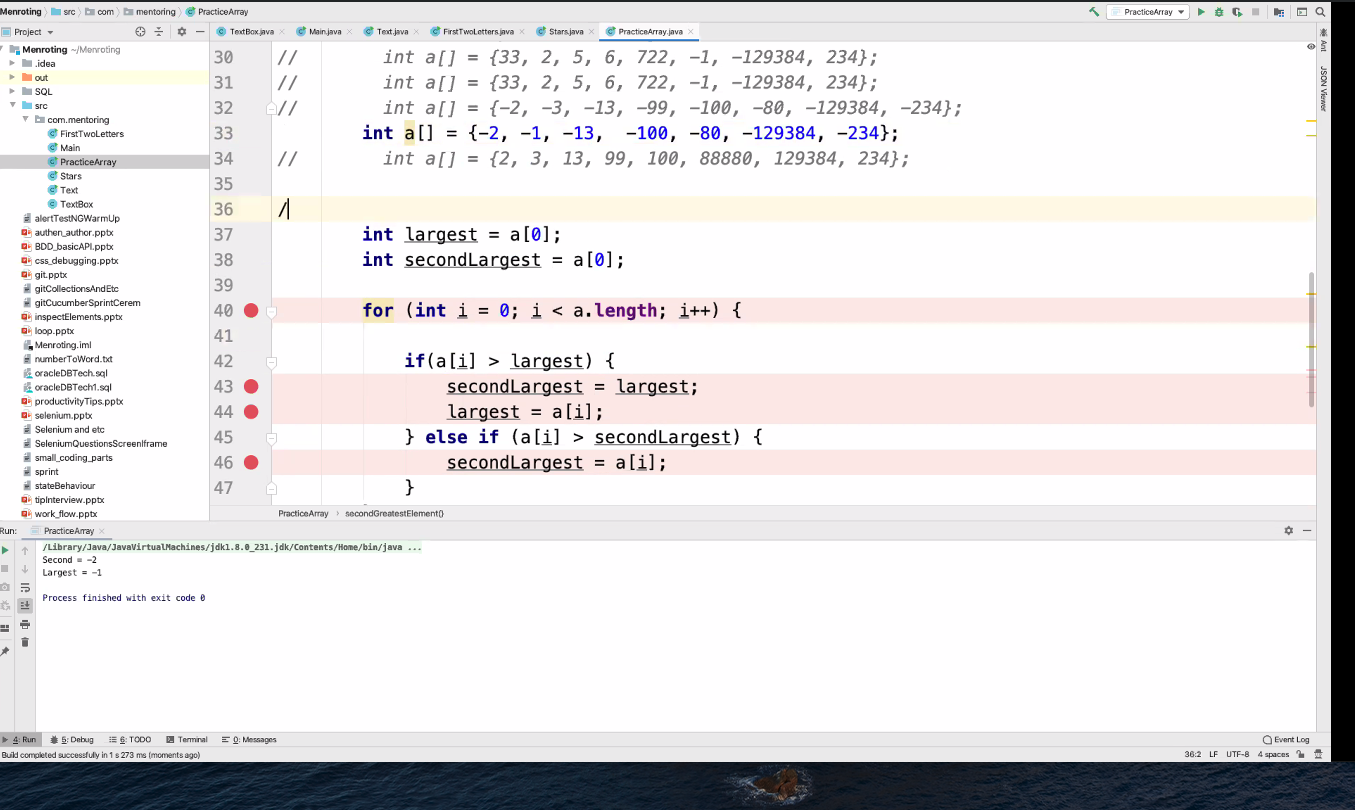 Menroting src com mentoring PracticeArray
PracticeArray
Project
TextBox.java Main.java Text.java FirstTwoLetters.java Stars.java PracticeArray.java
Menroting ~/Menroting
.idea
out
SQL
src
com.mentoring
FirstTwoLetters
Main
PracticeArray
Stars
Text
TextBox
alertTestNGWarmUp
authen_author.pptx
BDD_basicAPI.pptx
css_debugging.pptx
git.pptx
gitCollectionsAndEtc
gitCucumberSprintCerem
inspectElements.pptx
loop.pptx
Menroting.iml
numberToWord.txt
oracleDBTech.sql
oracleDBTech1.sql
productivityTips.pptx
selenium.pptx
Selenium and etc
SeleniumQuestionsScreenIframe
small_coding_parts
sprint
stateBehaviour
tipInterview.pptx
work_flow.pptx
30 // int a[] = {33, 2, 5, 6, 722, -1, -129384, 234};
31 // int a[] = {33, 2, 5, 6, 722, -1, -129384, 234};
32 // int a[] = {-2, -3, -13, -99, -100, -80, -129384, -234};
33 int a[] = {-2, -1, -13,  -100, -80, -129384, -234};
34 // int a[] = {2, 3, 13, 99, 100, 88880, 129384, 234};
35
36 /
37 int largest = a[0];
38 int secondLargest = a[0];
39
40 for (int i = 0; i < a.length; i++) {
41
42 if(a[i] > largest) {
43 secondLargest = largest;
44 largest = a[i];
45 } else if (a[i] > secondLargest) {
46 secondLargest = a[i];
47 }
PracticeArray › secondGreatestElement()
Ant
JSON Viewer
Run: PracticeArray
/Library/Java/JavaVirtualMachines/jdk1.8.0_231.jdk/Contents/Home/bin/java ...
Second = -2
Largest = -1
Process finished with exit code 0
4: Run 5: Debug 6: TODO Terminal 0: Messages Event Log
Build completed successfully in 1 s 273 ms (moments ago) 36:2 LF UTF-8 4 spaces